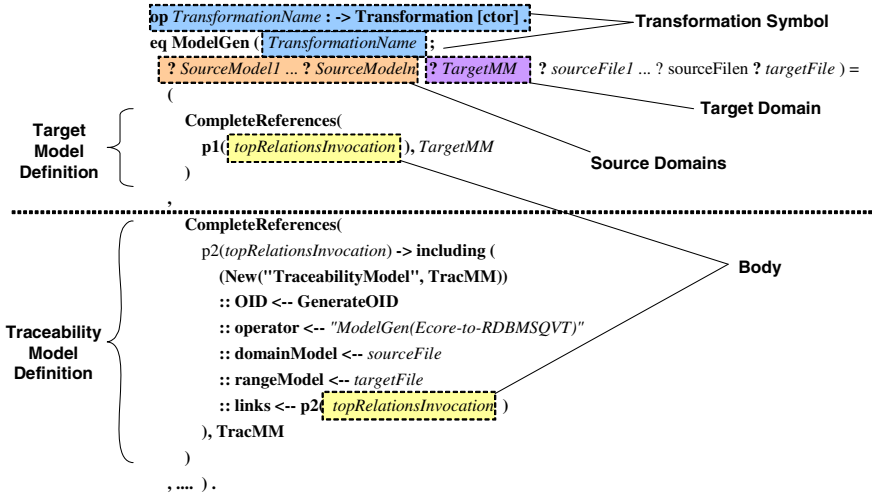 op TransformationName : -> Transformation [ctor] .
Transformation Symbol
eq ModelGen ( TransformationName ;
? SourceModel1 ... ? SourceModeln ? TargetMM ? sourceFile1 ... ? sourceFilen ? targetFile ) =
(
Target Domain
Target
Model
Definition
CompleteReferences(
p1( topRelationsInvocation ), TargetMM
)
Source Domains
,
Traceability
Model
Definition
CompleteReferences(
p2(topRelationsInvocation) -> including (
(New("TraceabilityModel", TracMM))
Body
:: OID <-- GenerateOID
:: operator <-- "ModelGen(Ecore-to-RDBMSQVT)"
:: domainModel <-- sourceFile
:: rangeModel <-- targetFile
:: links <-- p2( topRelationsInvocation )
), TracMM
)
, .... ) .